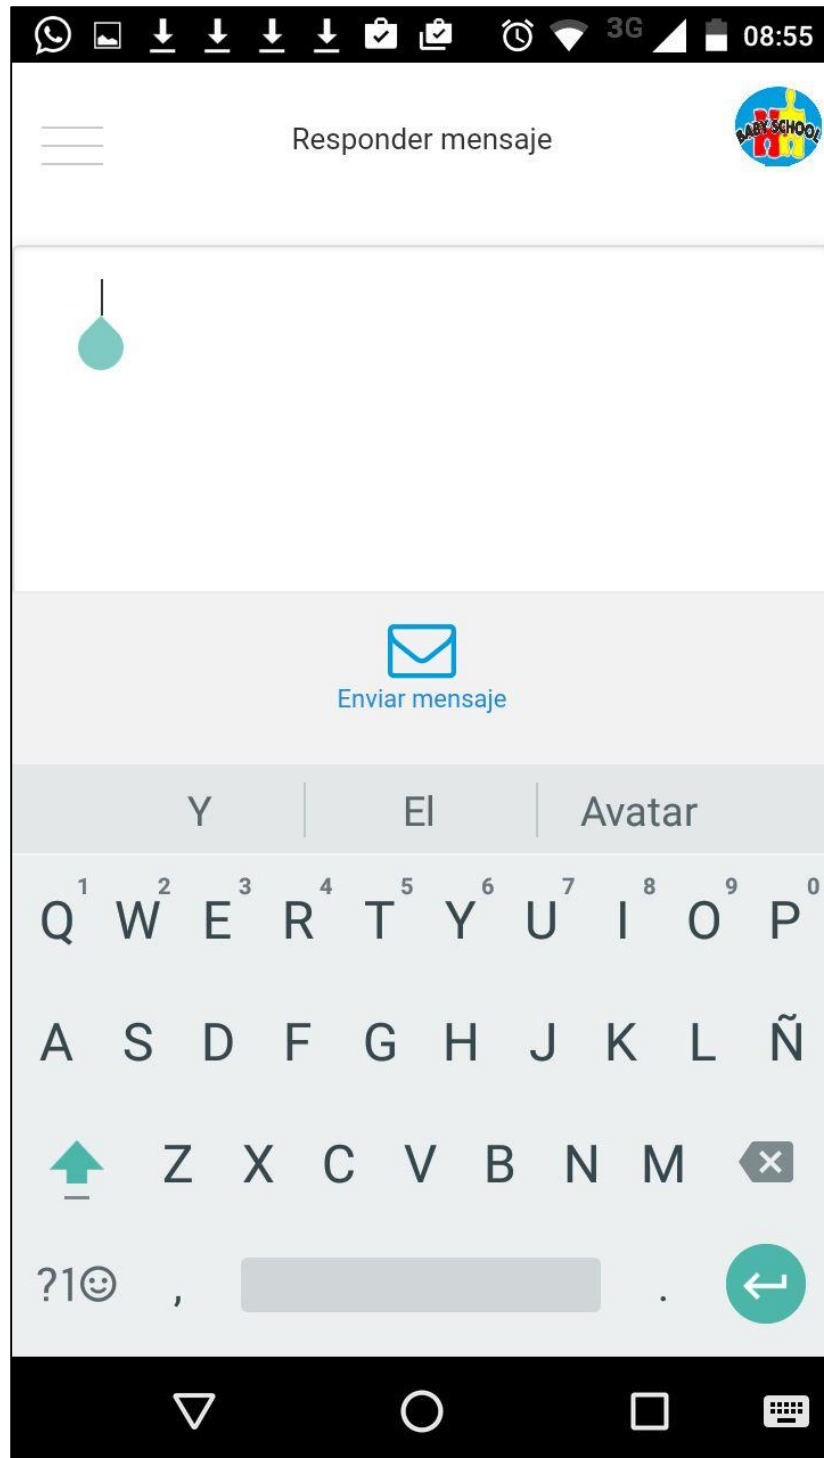 3G 08:55
Responder mensaje
BABY SCHOOL
Enviar mensaje
Y El Avatar
1 2 3 4 5 6 7 8 9 0
Q W E R T Y U I O P
A S D F G H J K L Ñ
Z X C V B N M
?1☺ , .